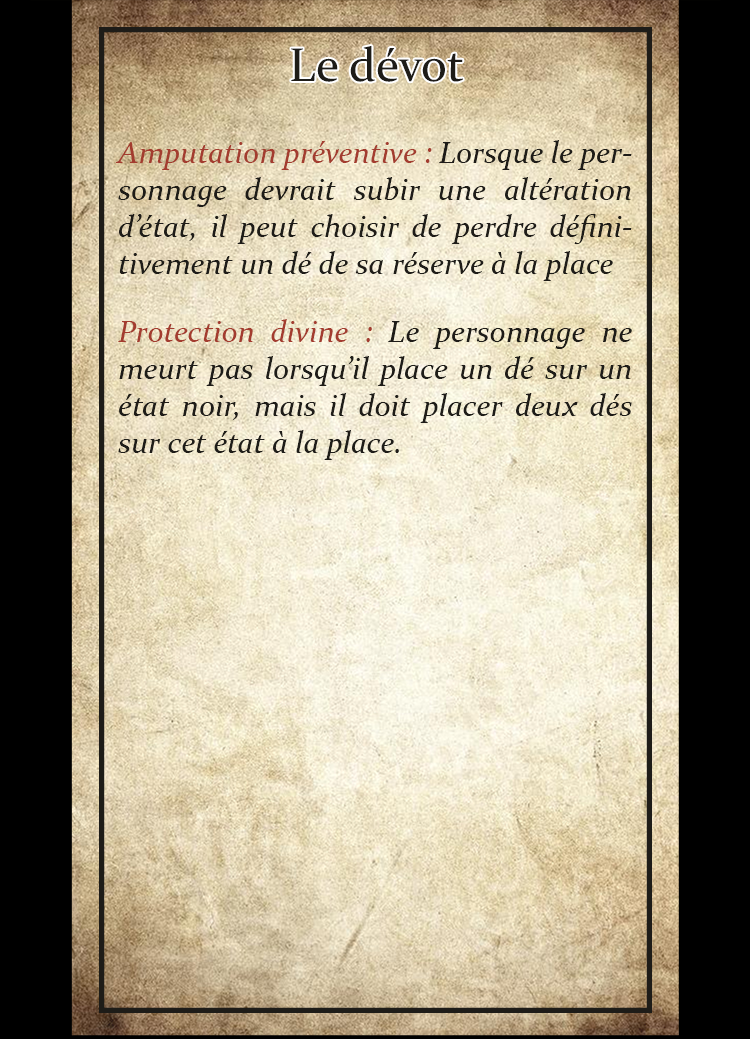 Le dévot
Amputation préventive : Lorsque le per-
sonnage devrait subir une altération
d’état, il peut choisir de perdre défini-
tivement un dé de sa réserve à la place
Protection divine : Le personnage ne
meurt pas lorsqu’il place un dé sur un
état noir, mais il doit placer deux dés
sur cet état à la place.